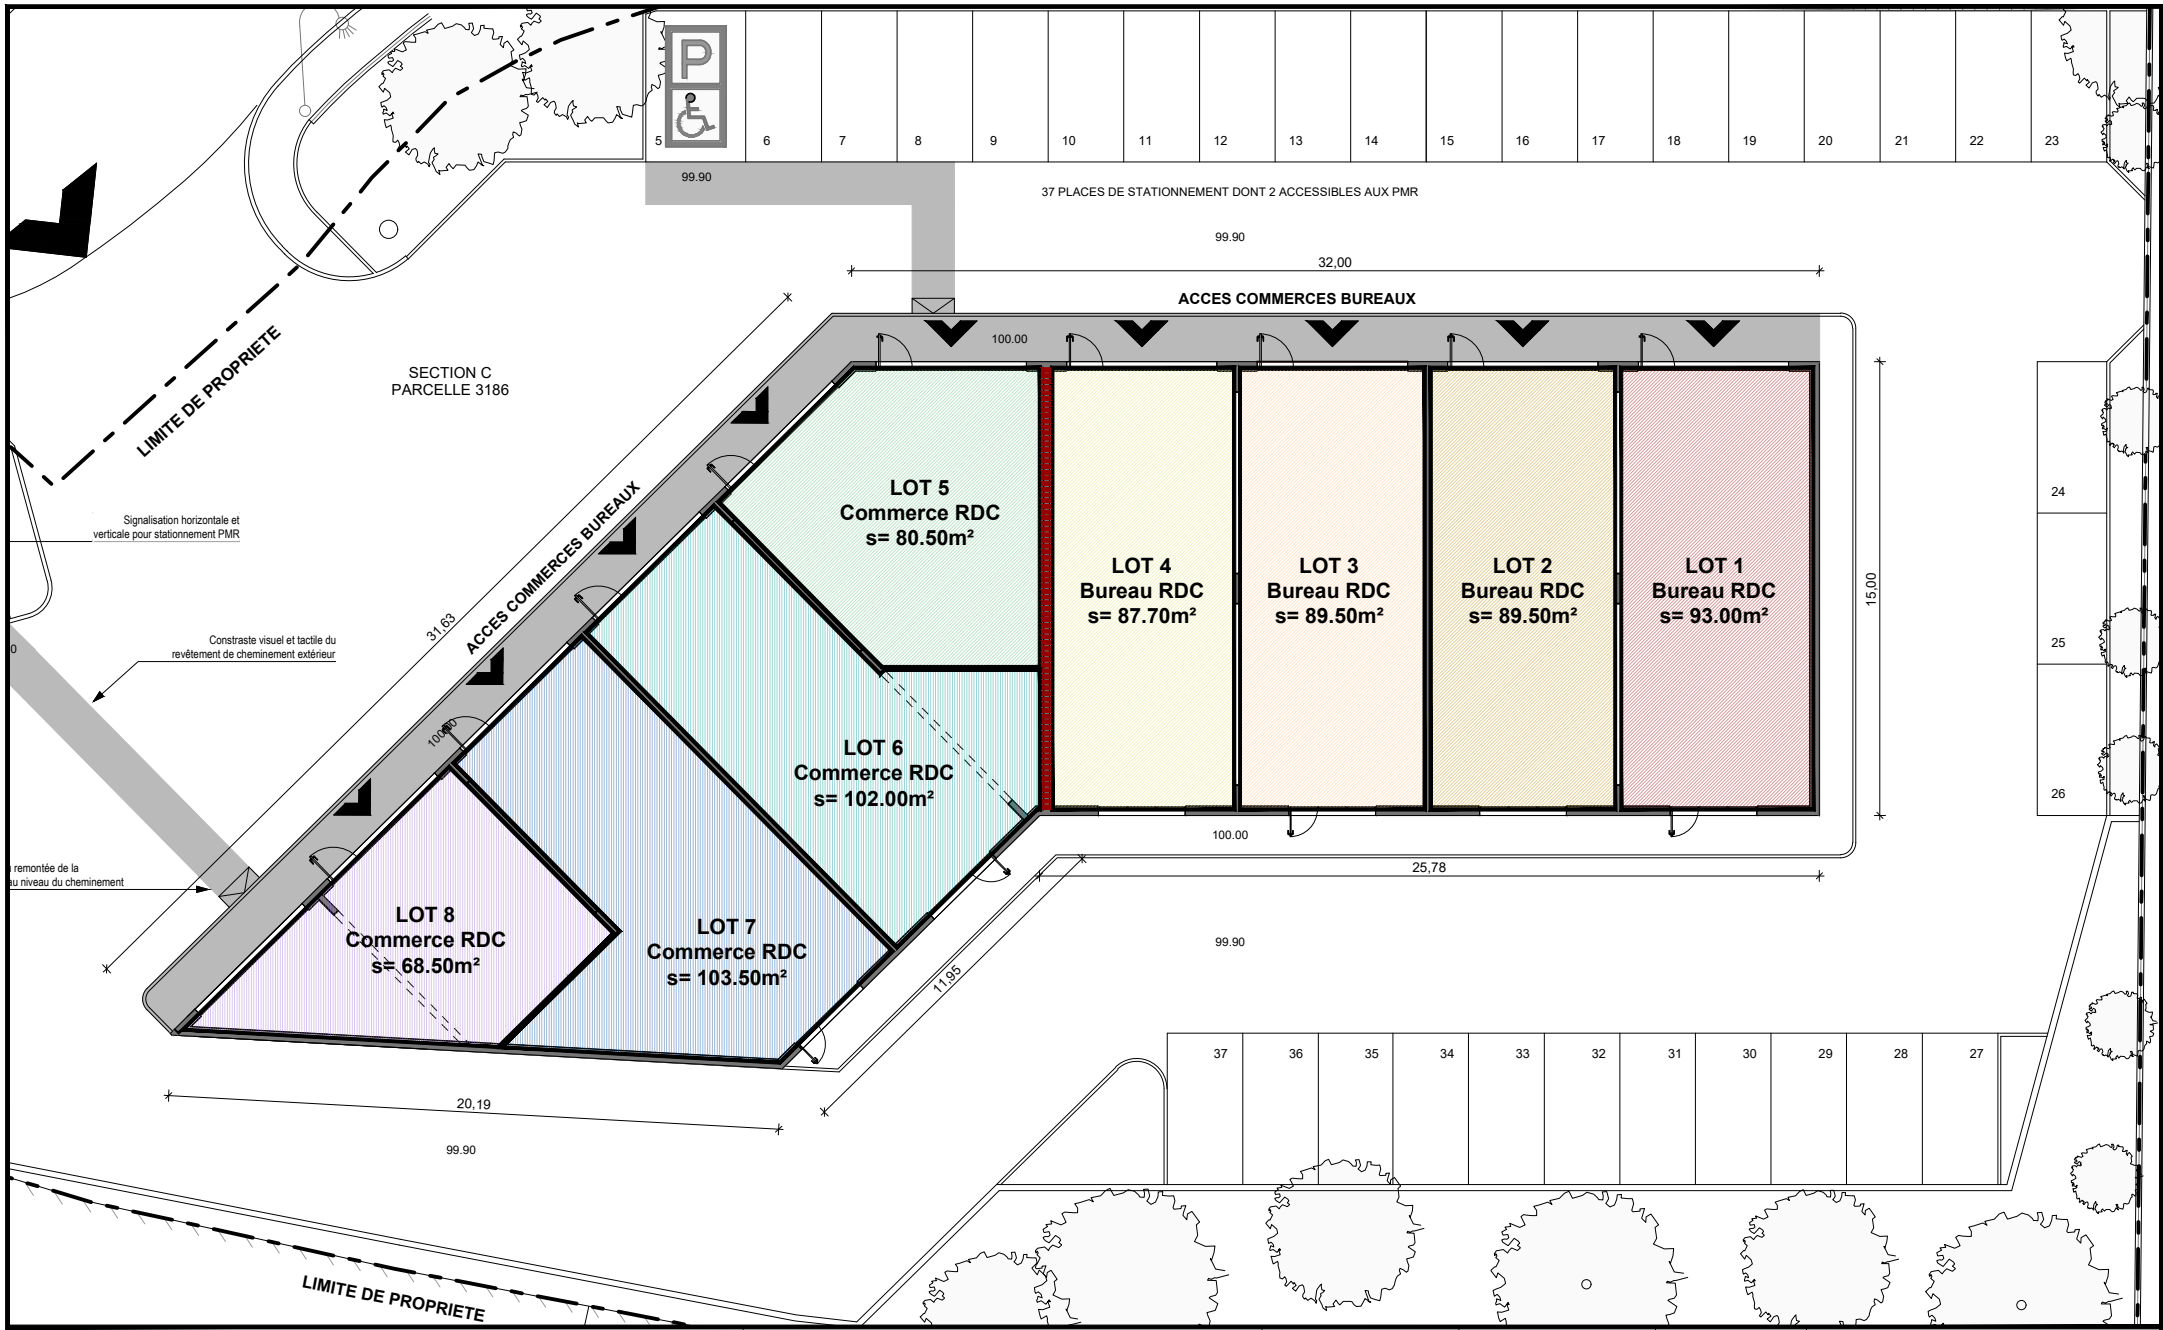 P
5
6
7
8
9
10
11
12
13
14
15
16
17
18
19
20
21
22
23
99.90
37 PLACES DE STATIONNEMENT DONT 2 ACCESSIBLES AUX PMR
99.90
32,00
ACCES COMMERCES BUREAUX
100.00
LIMITE DE PROPRIETE
SECTION C
PARCELLE 3186
Signalisation horizontale et
verticale pour stationnement PMR
Constraste visuel et tactile du
revêtement de cheminement extérieur
0
remontée de la
au niveau du cheminement
31,63
ACCES COMMERCES BUREAUX
100.00
LOT 5
Commerce RDC
s= 80.50m²
LOT 4
Bureau RDC
s= 87.70m²
LOT 3
Bureau RDC
s= 89.50m²
LOT 2
Bureau RDC
s= 89.50m²
LOT 1
Bureau RDC
s= 93.00m²
15,00
24
25
26
LOT 6
Commerce RDC
s= 102.00m²
100.00
25,78
LOT 8
Commerce RDC
s= 68.50m²
LOT 7
Commerce RDC
s= 103.50m²
11,95
99.90
20,19
99.90
37
36
35
34
33
32
31
30
29
28
27
LIMITE DE PROPRIETE